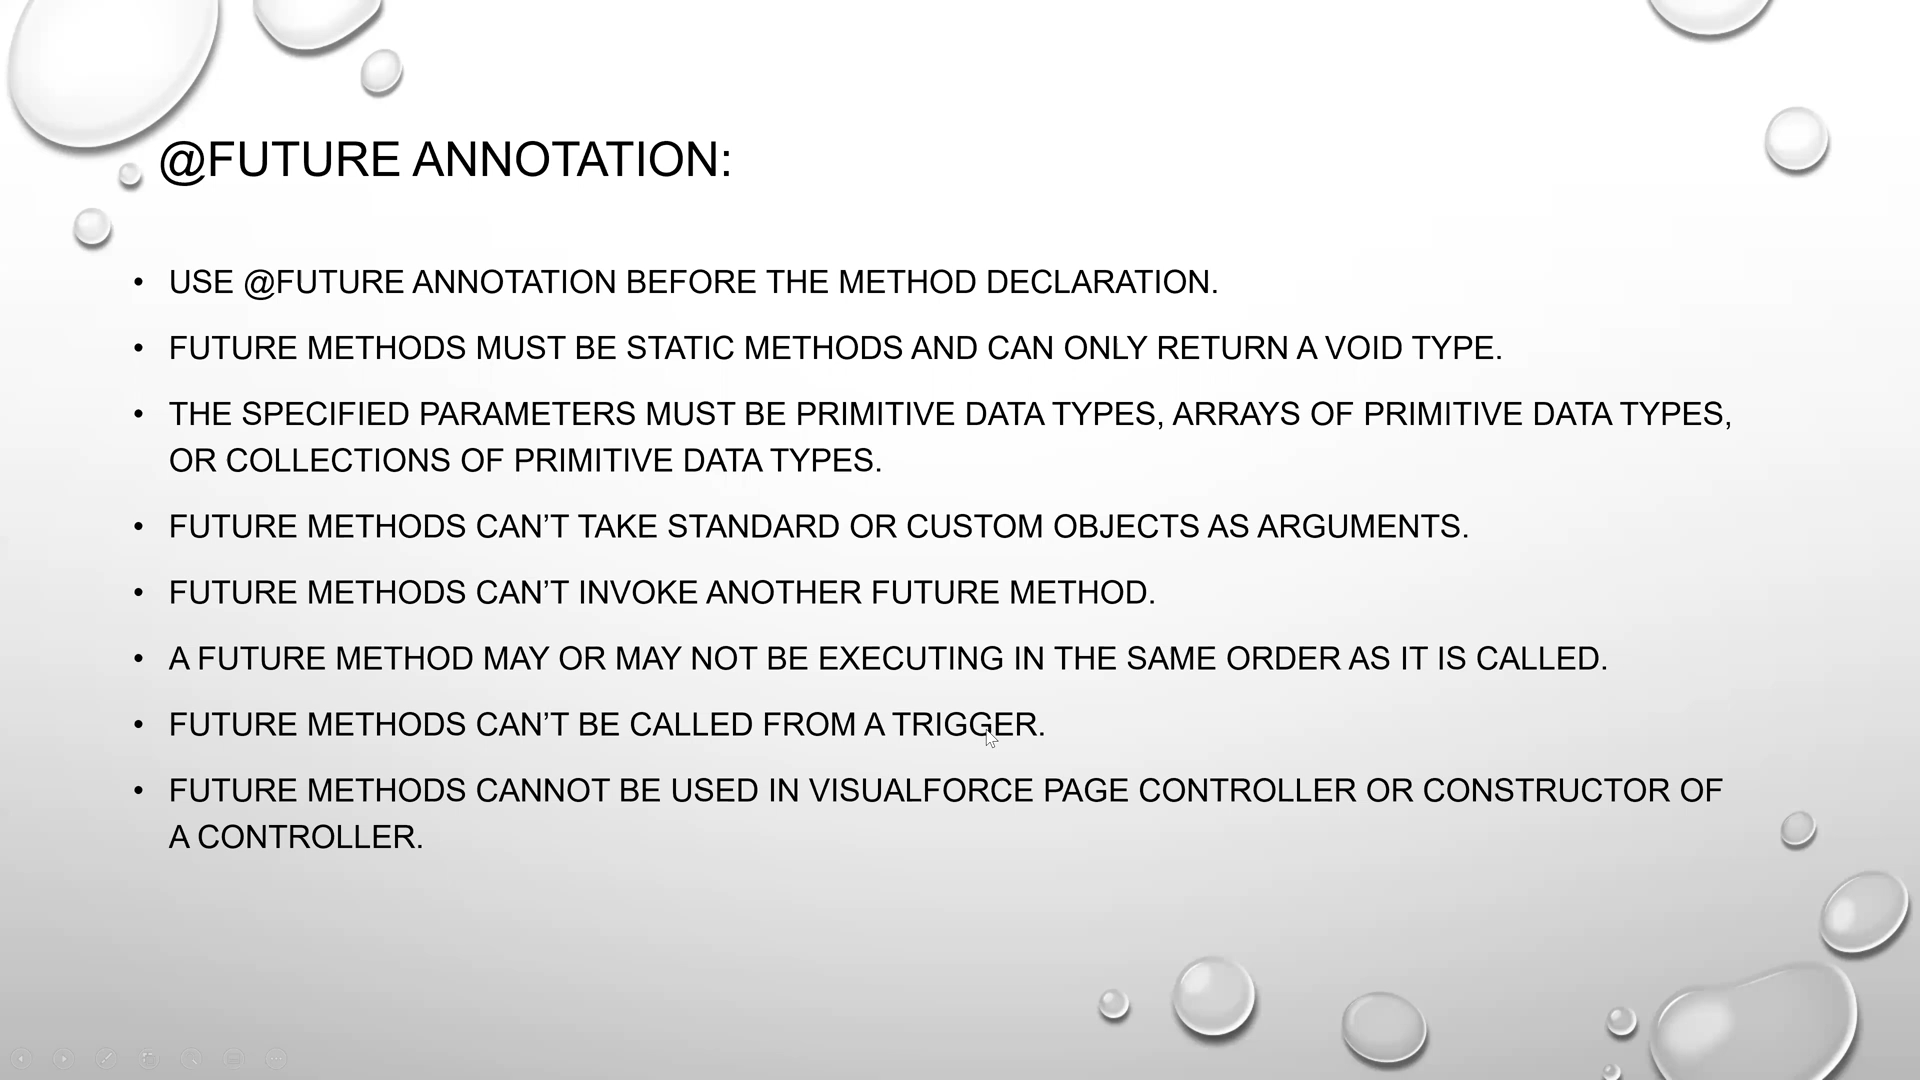 @FUTURE ANNOTATION:
• USE @FUTURE ANNOTATION BEFORE THE METHOD DECLARATION.
• FUTURE METHODS MUST BE STATIC METHODS AND CAN ONLY RETURN A VOID TYPE.
• THE SPECIFIED PARAMETERS MUST BE PRIMITIVE DATA TYPES, ARRAYS OF PRIMITIVE DATA TYPES,
OR COLLECTIONS OF PRIMITIVE DATA TYPES.
• FUTURE METHODS CAN’T TAKE STANDARD OR CUSTOM OBJECTS AS ARGUMENTS.
• FUTURE METHODS CAN’T INVOKE ANOTHER FUTURE METHOD.
• A FUTURE METHOD MAY OR MAY NOT BE EXECUTING IN THE SAME ORDER AS IT IS CALLED.
• FUTURE METHODS CAN’T BE CALLED FROM A TRIGGER.
• FUTURE METHODS CANNOT BE USED IN VISUALFORCE PAGE CONTROLLER OR CONSTRUCTOR OF
A CONTROLLER.